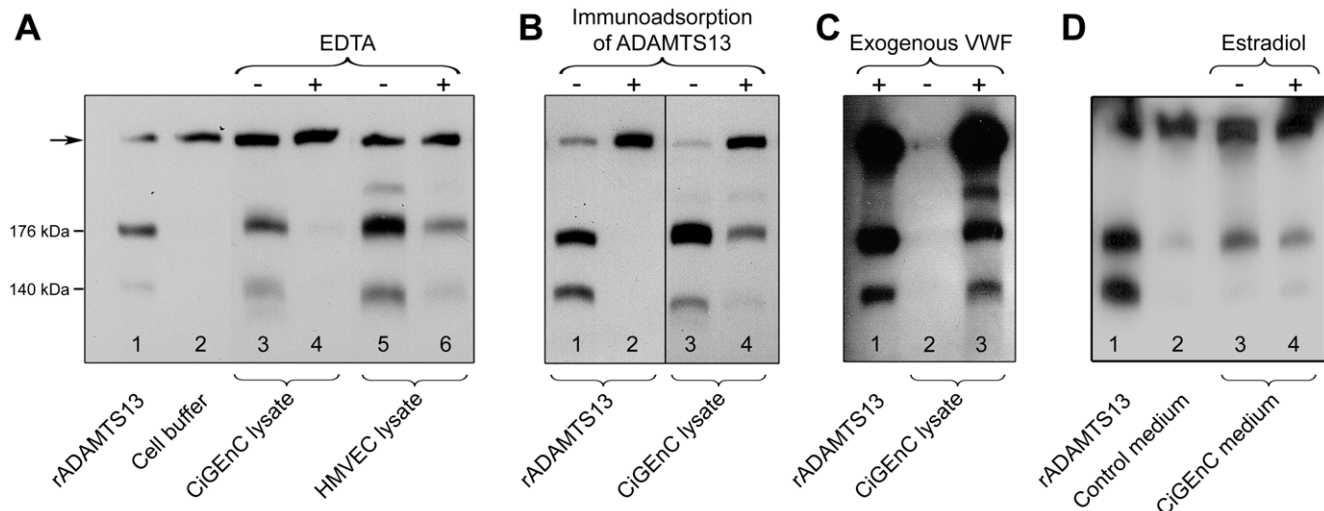 A
EDTA
- + - +
176 kDa
140 kDa
1 2 3 4 5 6
rADAMTS13
Cell buffer
CiGEnC lysate
HMVEC lysate
B
Immunoadsorption
of ADAMTS13
- + - +
1 2 3 4
rADAMTS13
CiGEnC lysate
C
Exogenous VWF
+ - +
1 2 3
rADAMTS13
CiGEnC lysate
D
Estradiol
- +
1 2 3 4
rADAMTS13
Control medium
CiGEnC medium